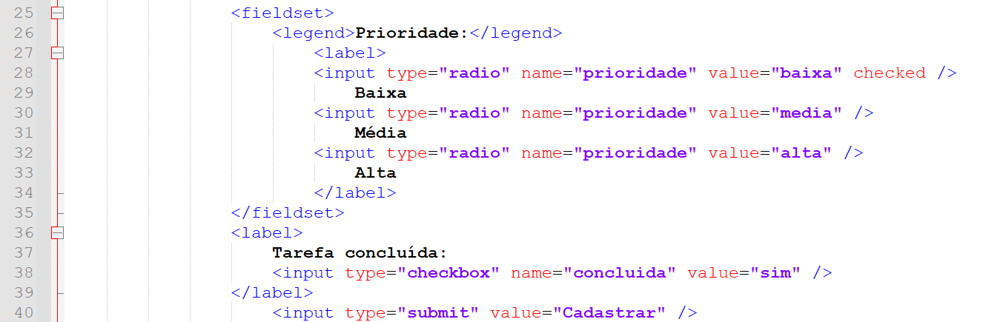 25 <fieldset>
26 <legend>Prioridade:</legend>
27 <label>
28 <input type="radio" name="prioridade" value="baixa" checked />
29 Baixa
30 <input type="radio" name="prioridade" value="media" />
31 Média
32 <input type="radio" name="prioridade" value="alta" />
33 Alta
34 </label>
35 </fieldset>
36 <label>
37 Tarefa concluída:
38 <input type="checkbox" name="concluida" value="sim" />
39 </label>
40 <input type="submit" value="Cadastrar" />